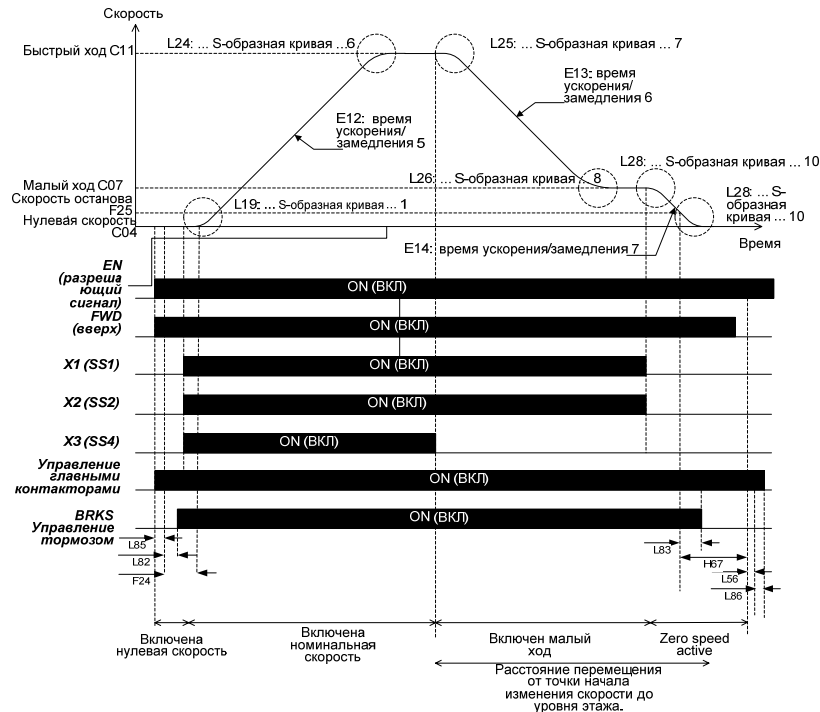 Скорость
L24: ... S-образная кривая ... 6
L25: ... S-образная кривая ... 7
Быстрый ход C11
E13: время
ускорения/
замедления 6
E12: время
ускорения/
замедления 5
L28: ... S-образная кривая ... 10
L26: ... S-образная кривая ... 8
Малый ход C07
Скорость останова
F25
Нулевая скорость
C04
L19: ... S-образная кривая ... 1
L28: ... S-
образная
кривая ... 10
E14: время ускорения/замедления 7
Время
EN
(разреша
ющий
сигнал)
ON (ВКЛ)
FWD
(вверх)
ON (ВКЛ)
X1 (SS1)
ON (ВКЛ)
X2 (SS2)
ON (ВКЛ)
X3 (SS4)
ON (ВКЛ)
Управление
главными
контакторами
ON (ВКЛ)
BRKS
Управление
тормозом
ON (ВКЛ)
L85
L82
F24
L83
H67
L56
L86
Включена
нулевая скорость
Включена
номинальная
скорость
Включен малый
ход
Zero speed
active
Расстояние перемещения
от точки начала
изменения скорости до
уровня этажа.